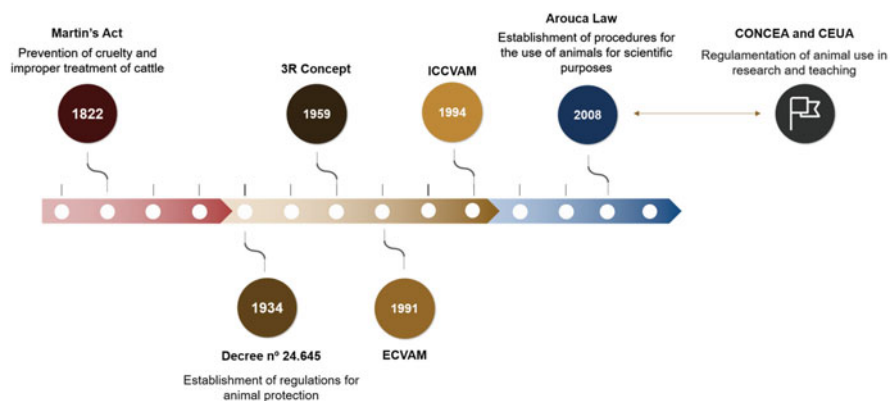 Martin's Act
Prevention of cruelty and
improper treatment of cattle
1822
3R Concept
1959
ICCVAM
1994
Arouca Law
Establishment of procedures for
the use of animals for scientific
purposes
2008
CONCEA and CEUA
Regulamentation of animal use in
research and teaching
1934
Decree nº 24.645
Establishment of regulations for
animal protection
1991
ECVAM